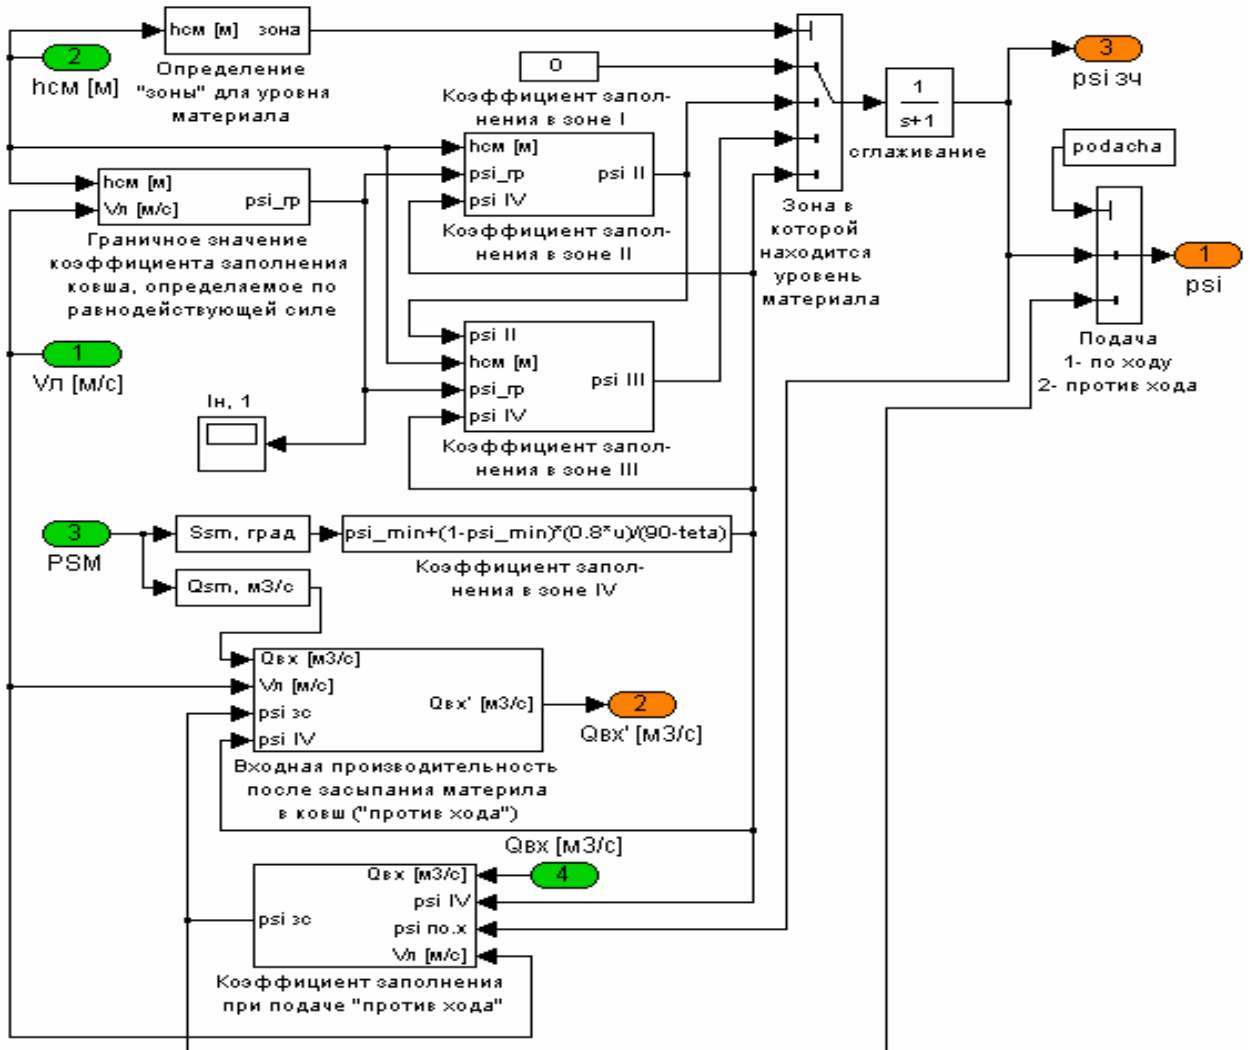 hсм [м] зона
2
hсм [м]
Определение
"зоны" для уровня
материала
0
Коэффициент запол-
нения в зоне I
1
s+1
сглаживание
3
psi зч
podacha
hсм [м]
psi_гр
psi IV
psi II
Коэффициент запол-
нения в зоне II
hсм [м]
Vл [м/с]
psi_гр
Граничное значение
коэффициента заполнения
ковша, определяемое по
равнодействующей силе
Зона в
которой
находится
уровень
материала
1
psi
Подача
1- по ходу
2- против хода
1
Vл [м/с]
psi II
hсм [м]
psi_гр
psi IV
psi III
Коэффициент запол-
нения в зоне III
Iн, 1
3
PSM
Ssm, град
psi_min+(1-psi_min)*(0.8*u)/(90-teta)
Коэффициент запол-
нения в зоне IV
Qsm, м3/с
Qвх [м3/с]
Vл [м/с]
psi зс
psi IV
Qвх' [м3/с]
2
Qвх' [м3/с]
Входная производительность
после засыпания материла
в ковш ("против хода")
Qвх [м3/с]
4
Qвх [м3/с]
psi IV
psi по.х
Vл [м/с]
psi зс
Коэффициент заполнения
при подаче "против хода"